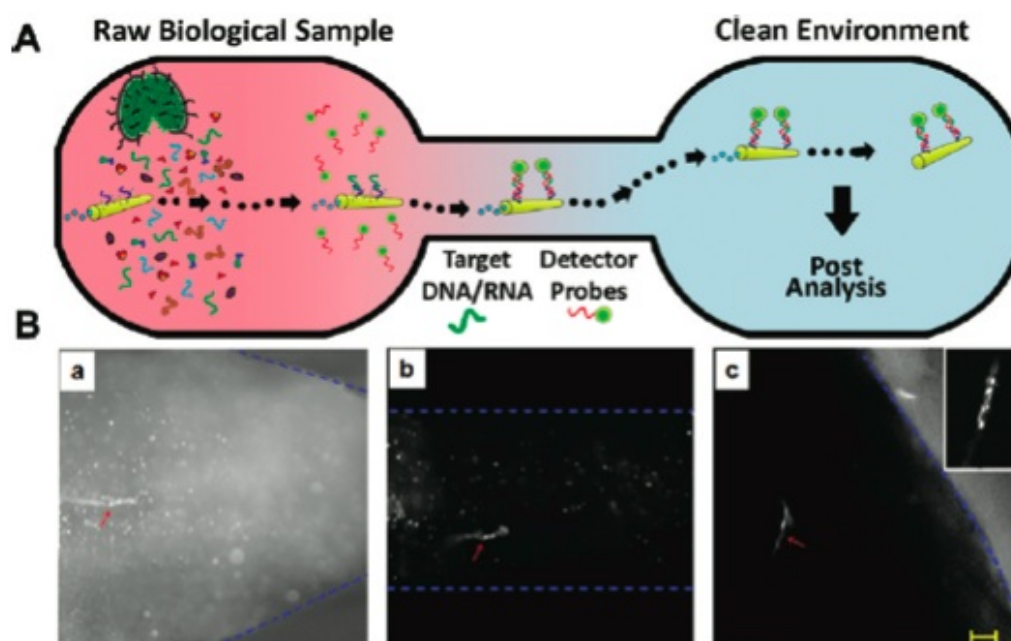 A
Raw Biological Sample
Clean Environment
Target
DNA/RNA
Detector
Probes
Post
Analysis
B
a
b
c